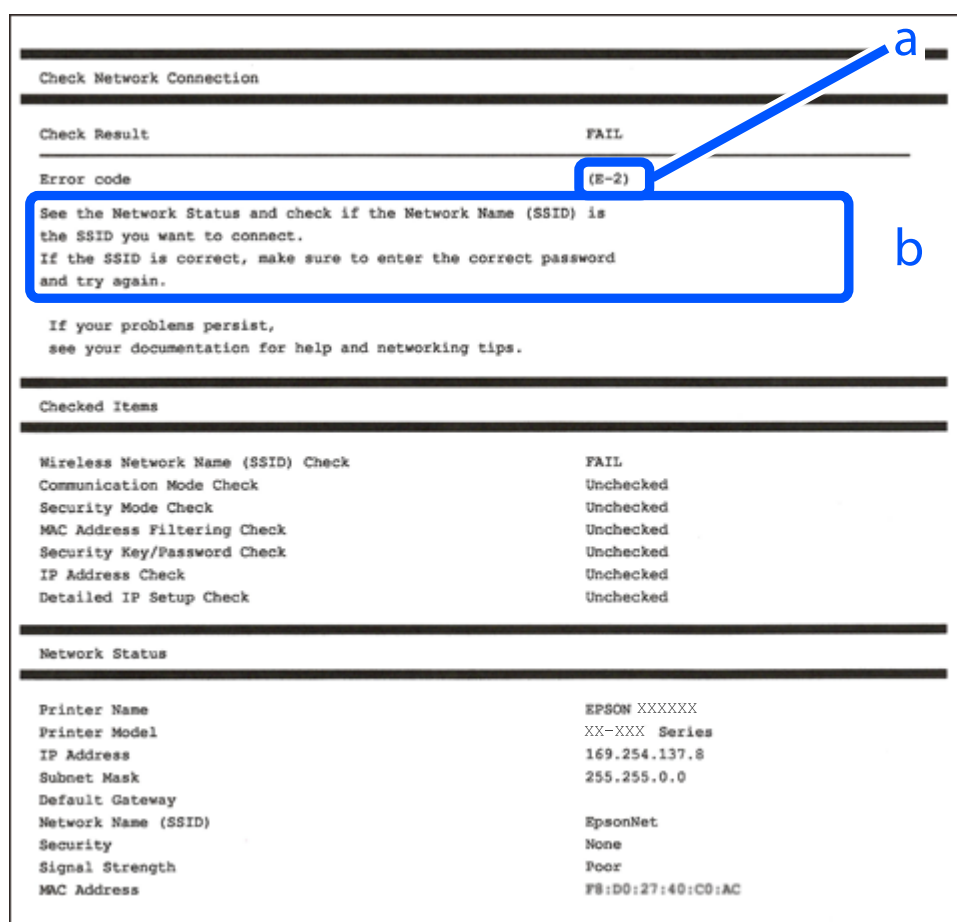 a
Check Network Connection
Check Result FAIL
Error code (E-2)
See the Network Status and check if the Network Name (SSID) is
the SSID you want to connect.
If the SSID is correct, make sure to enter the correct password
and try again.
b
If your problems persist,
see your documentation for help and networking tips.
Checked Items
Wireless Network Name (SSID) Check FAIL
Communication Mode Check Unchecked
Security Mode Check Unchecked
MAC Address Filtering Check Unchecked
Security Key/Password Check Unchecked
IP Address Check Unchecked
Detailed IP Setup Check Unchecked
Network Status
Printer Name EPSON XXXXXX
Printer Model XX-XXX Series
IP Address 169.254.137.8
Subnet Mask 255.255.0.0
Default Gateway
Network Name (SSID) EpsonNet
Security None
Signal Strength Poor
MAC Address F8:D0:27:40:C0:AC